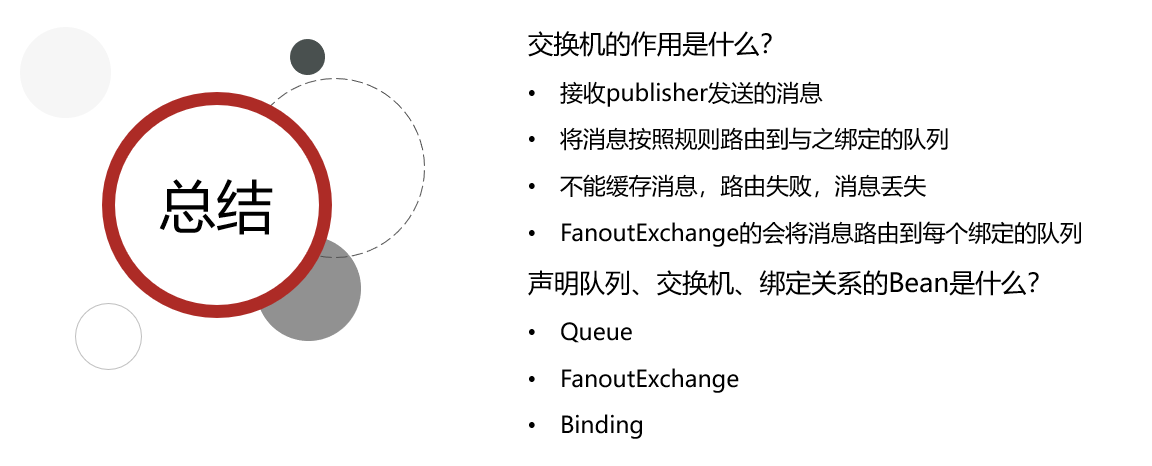 总结
交换机的作用是什么？
• 接收publisher发送的消息
• 将消息按照规则路由到与之绑定的队列
• 不能缓存消息，路由失败，消息丢失
• FanoutExchange的会将消息路由到每个绑定的队列
声明队列、交换机、绑定关系的Bean是什么？
• Queue
• FanoutExchange
• Binding